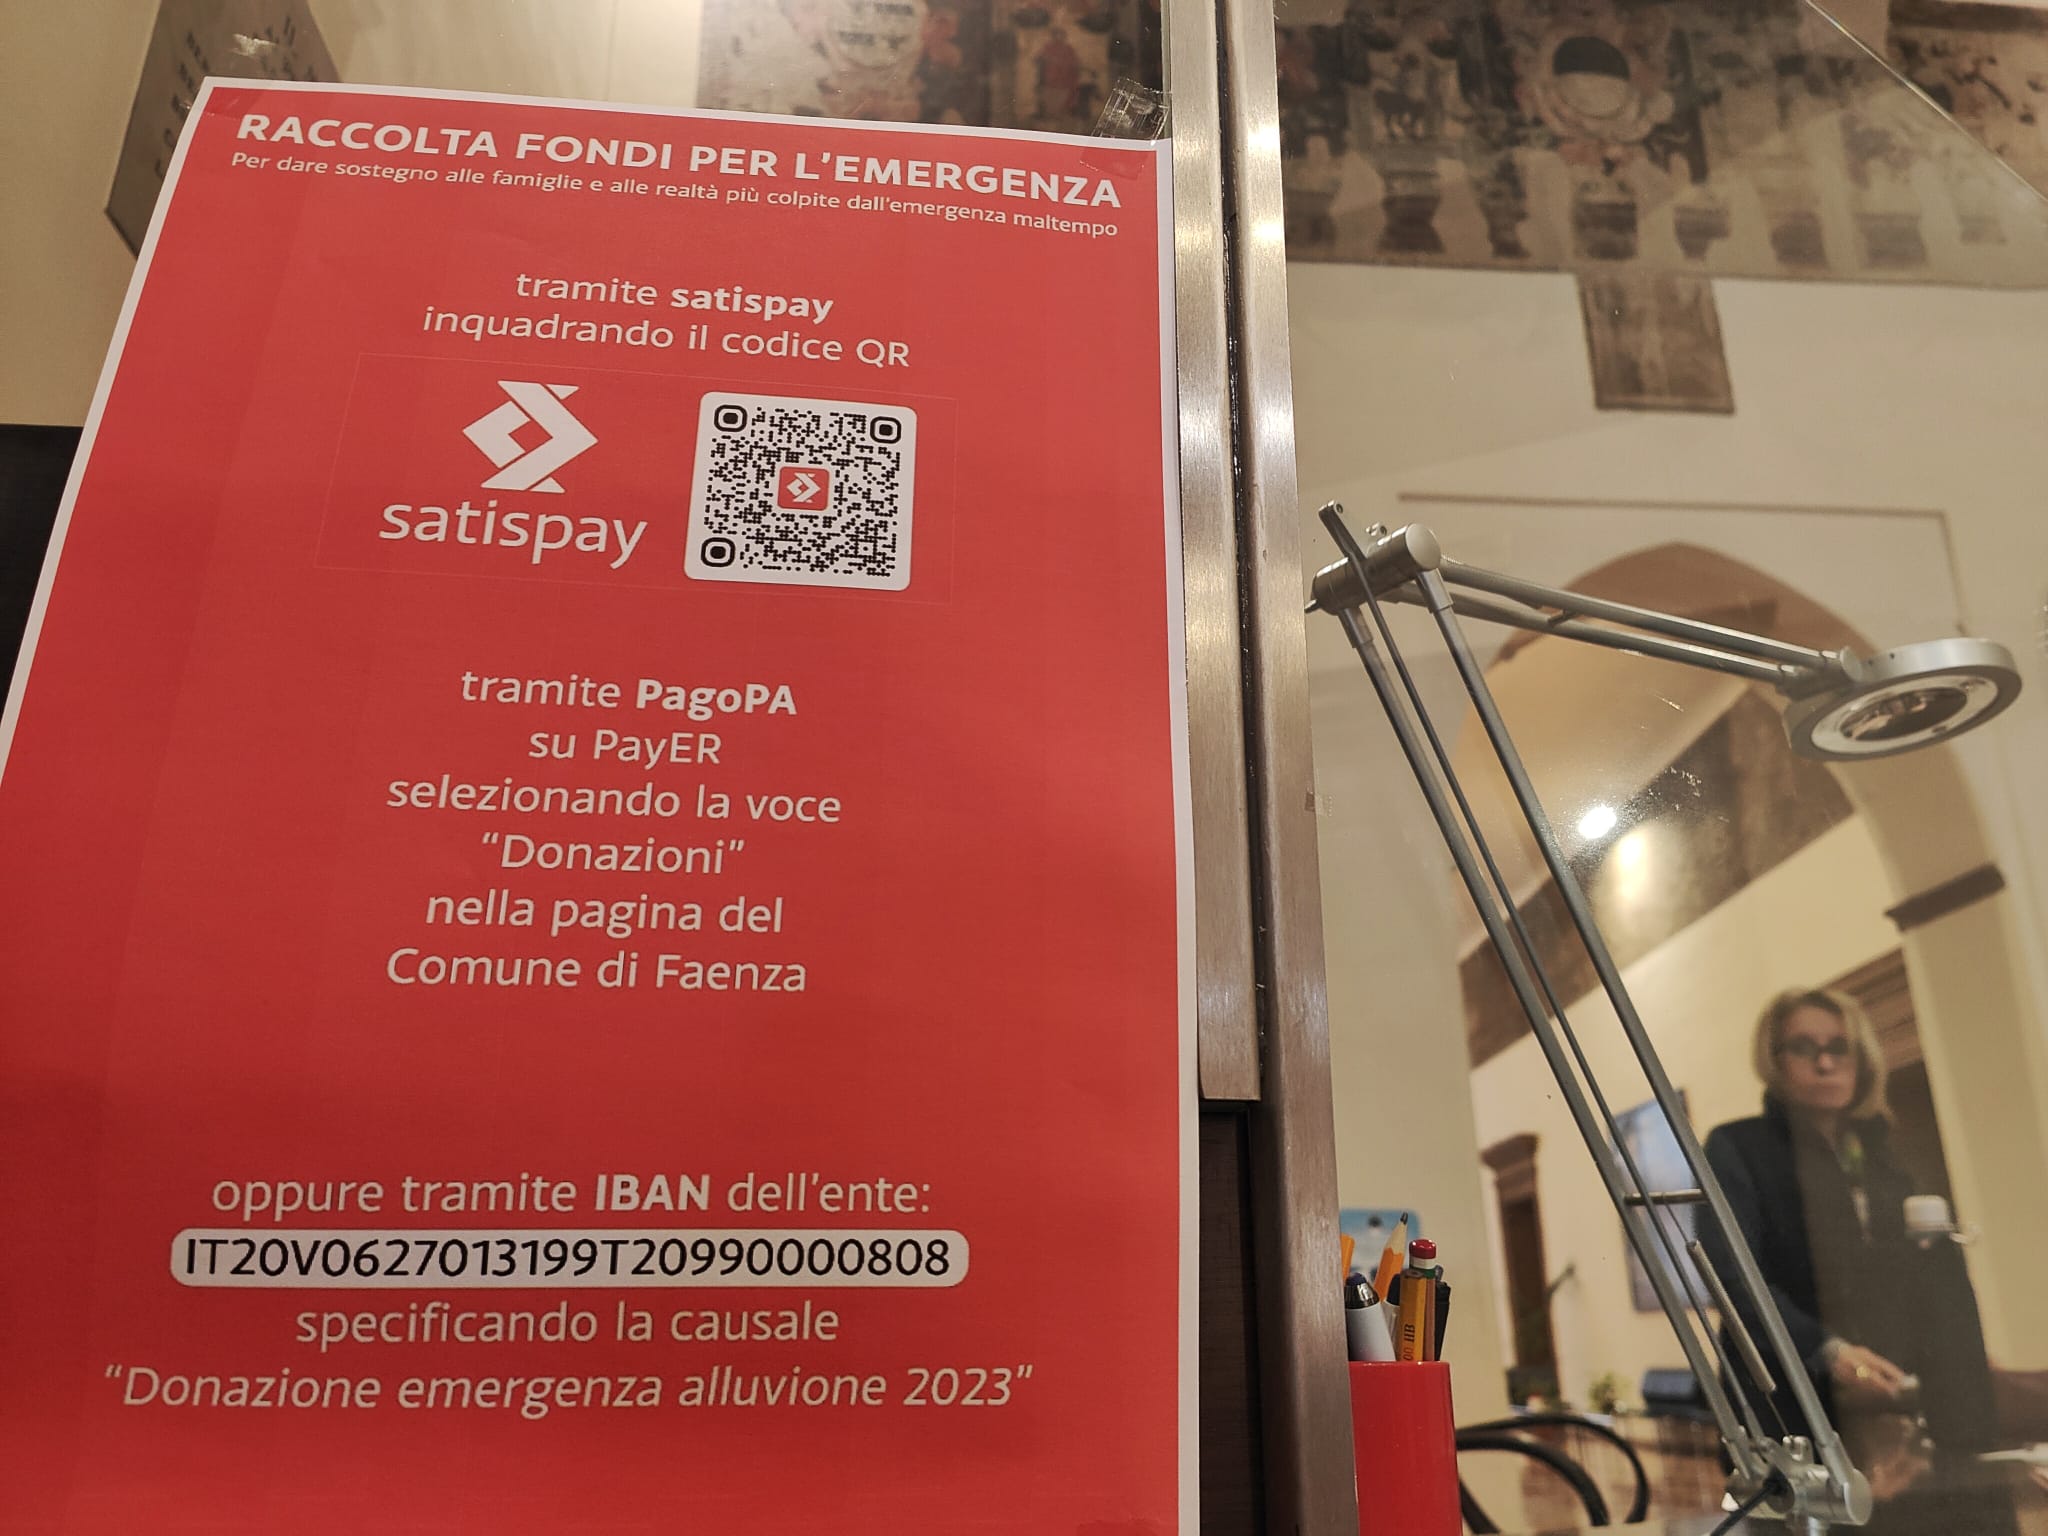 RACCOLTA FONDI PER L'EMERGENZA
Per dare sostegno alle famiglie e alle realtà più colpite dall'emergenza maltempo
tramite satispay
inquadrando il codice QR
satispay
tramite PagoPA
su PayER
selezionando la voce
“Donazioni”
nella pagina del
Comune di Faenza
oppure tramite IBAN dell'ente:
IT20V0627013199T20990000808
specificando la causale
“Donazione emergenza alluvione 2023”
HB